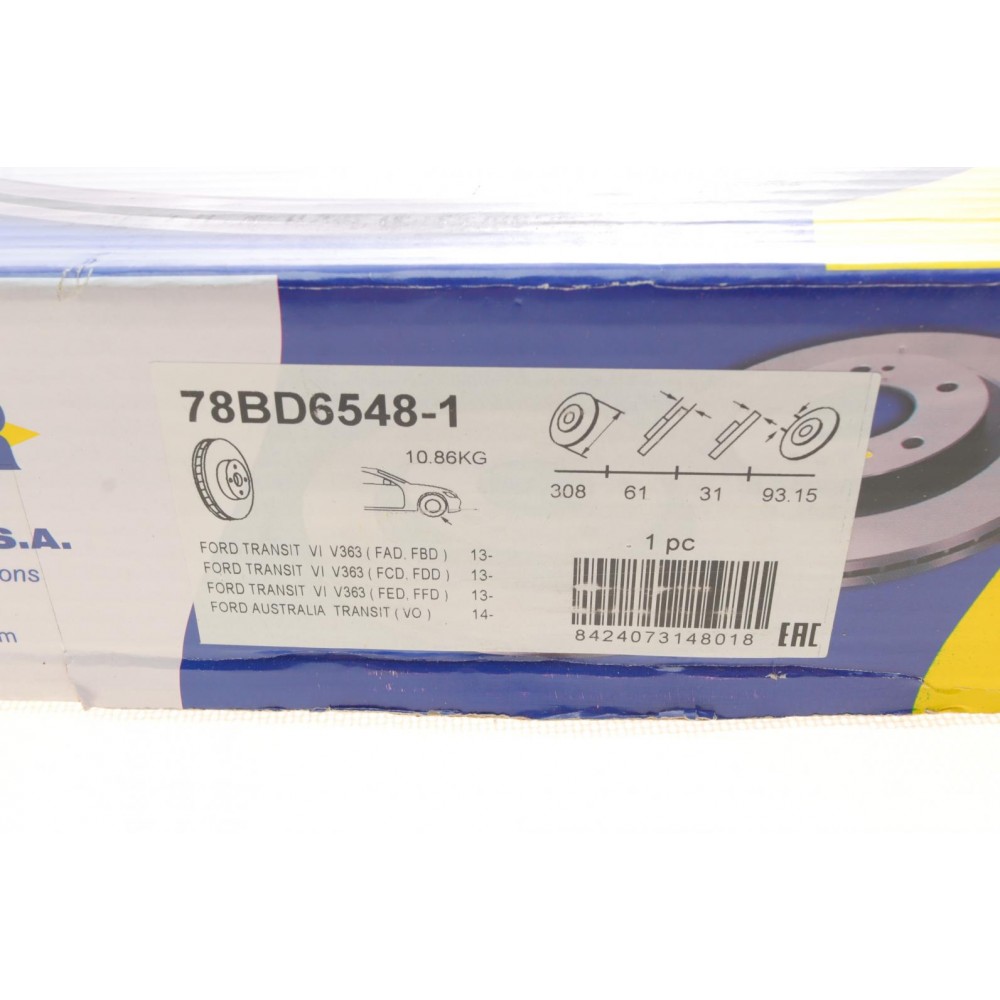 78BD6548-1
10.86KG
308 61 31 93.15
FORD TRANSIT VI V363 ( FAD, FBD ) 13-
FORD TRANSIT VI V363 ( FCD, FDD ) 13-
FORD TRANSIT VI V363 ( FED, FFD ) 13-
FORD AUSTRALIA TRANSIT ( VO ) 14-
1 pc
8424073148018
EAC
R
S.A.
ons
m